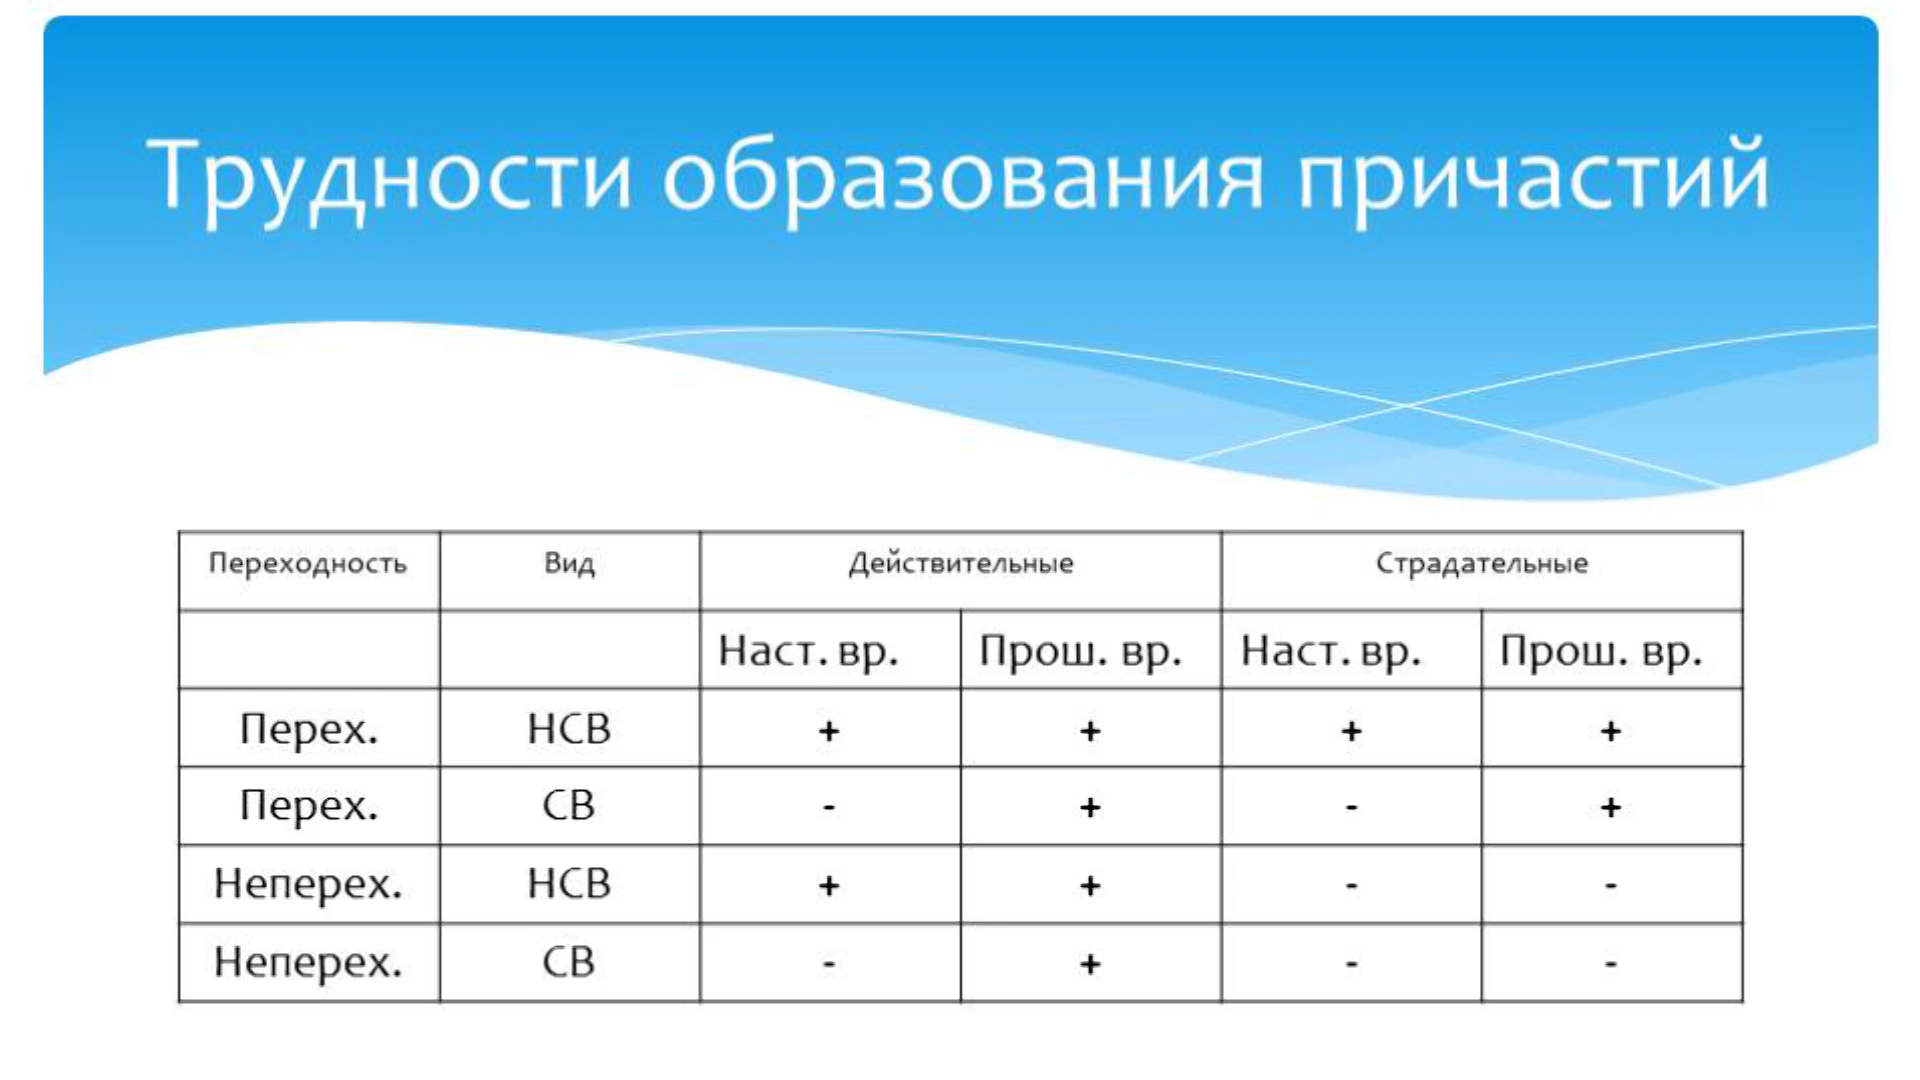 Трудности образования причастий
Переходность Вид Действительные Страдательные
Наст. вр. Прош. вр. Наст. вр. Прош. вр.
Перех. НСВ + + + +
Перех. СВ - + - +
Неперех. НСВ + + - -
Неперех. СВ - + - -